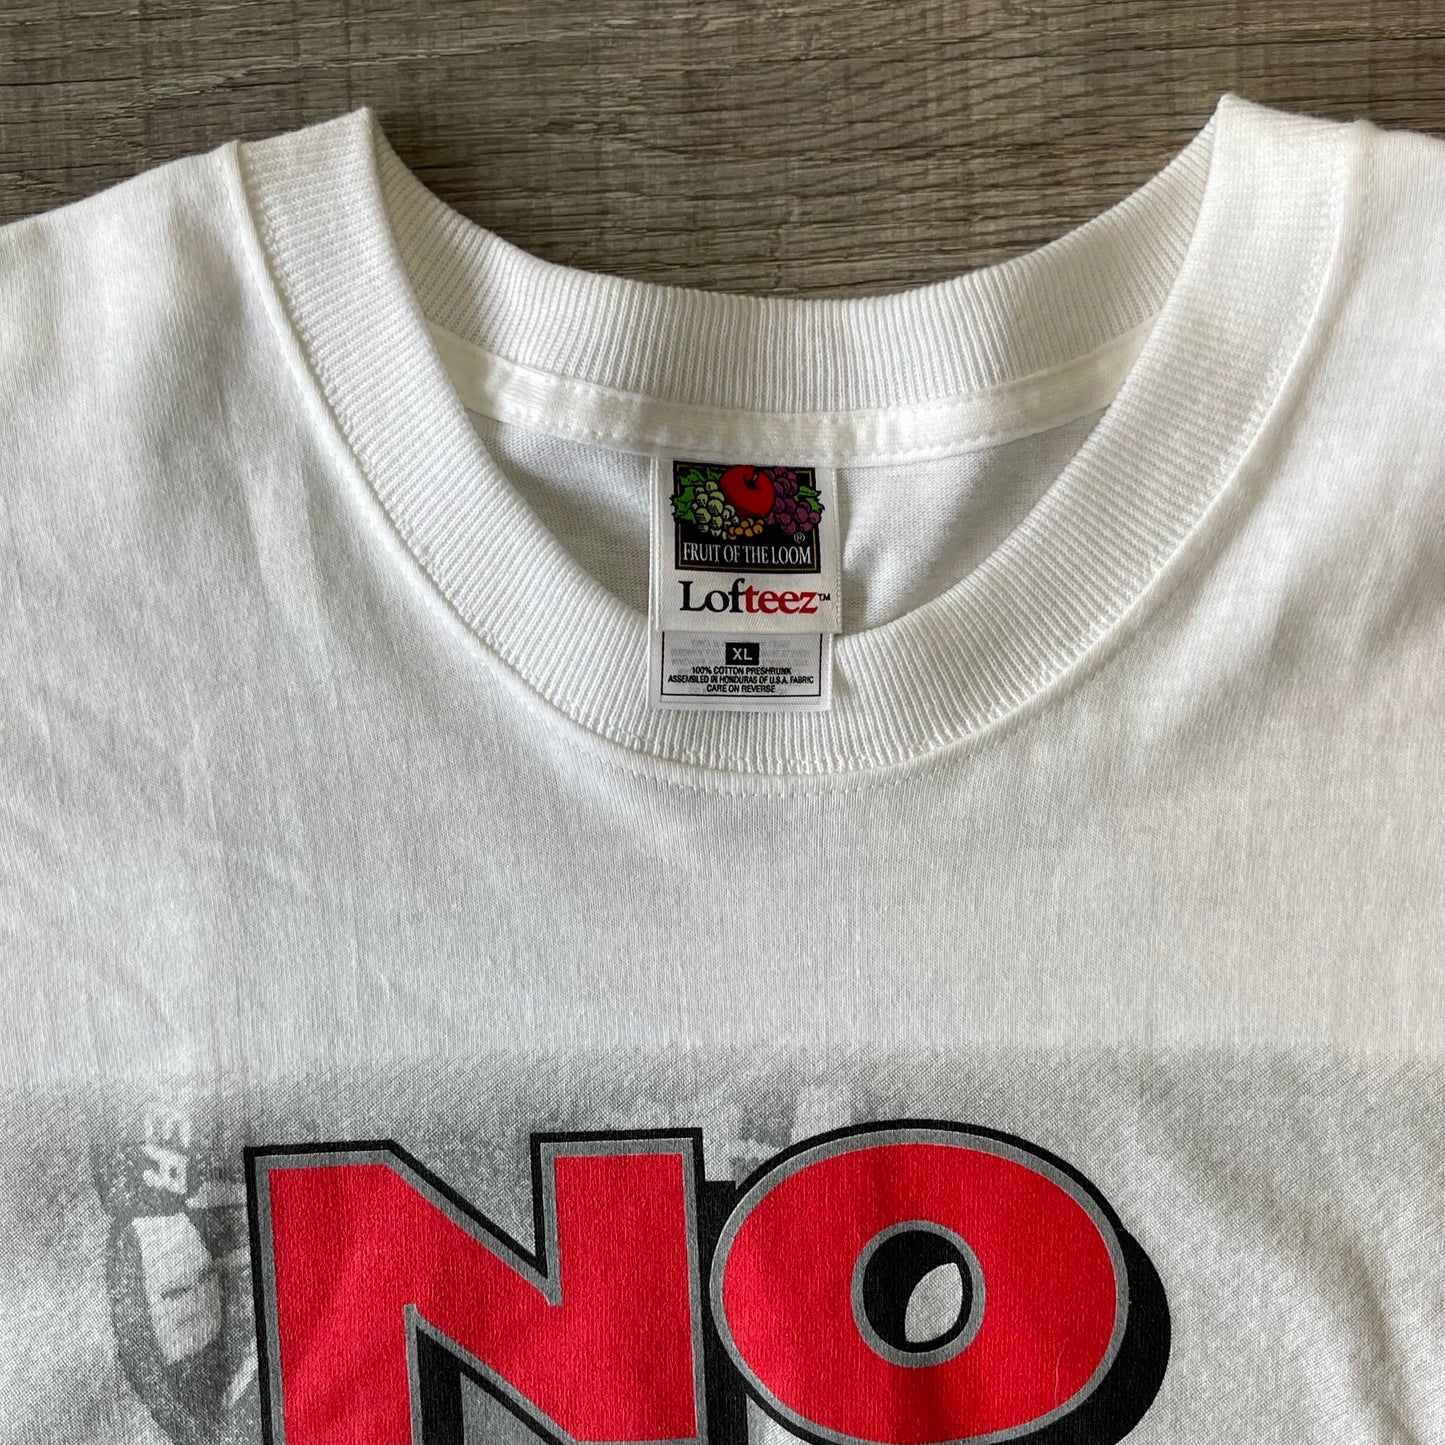 ®
FRUIT OF THE LOOM
Lofteez™
XL
100% COTTON PRESHRUNK
ASSEMBLED IN HONDURAS OF U.S.A. FABRIC
CARE ON REVERSE
NO